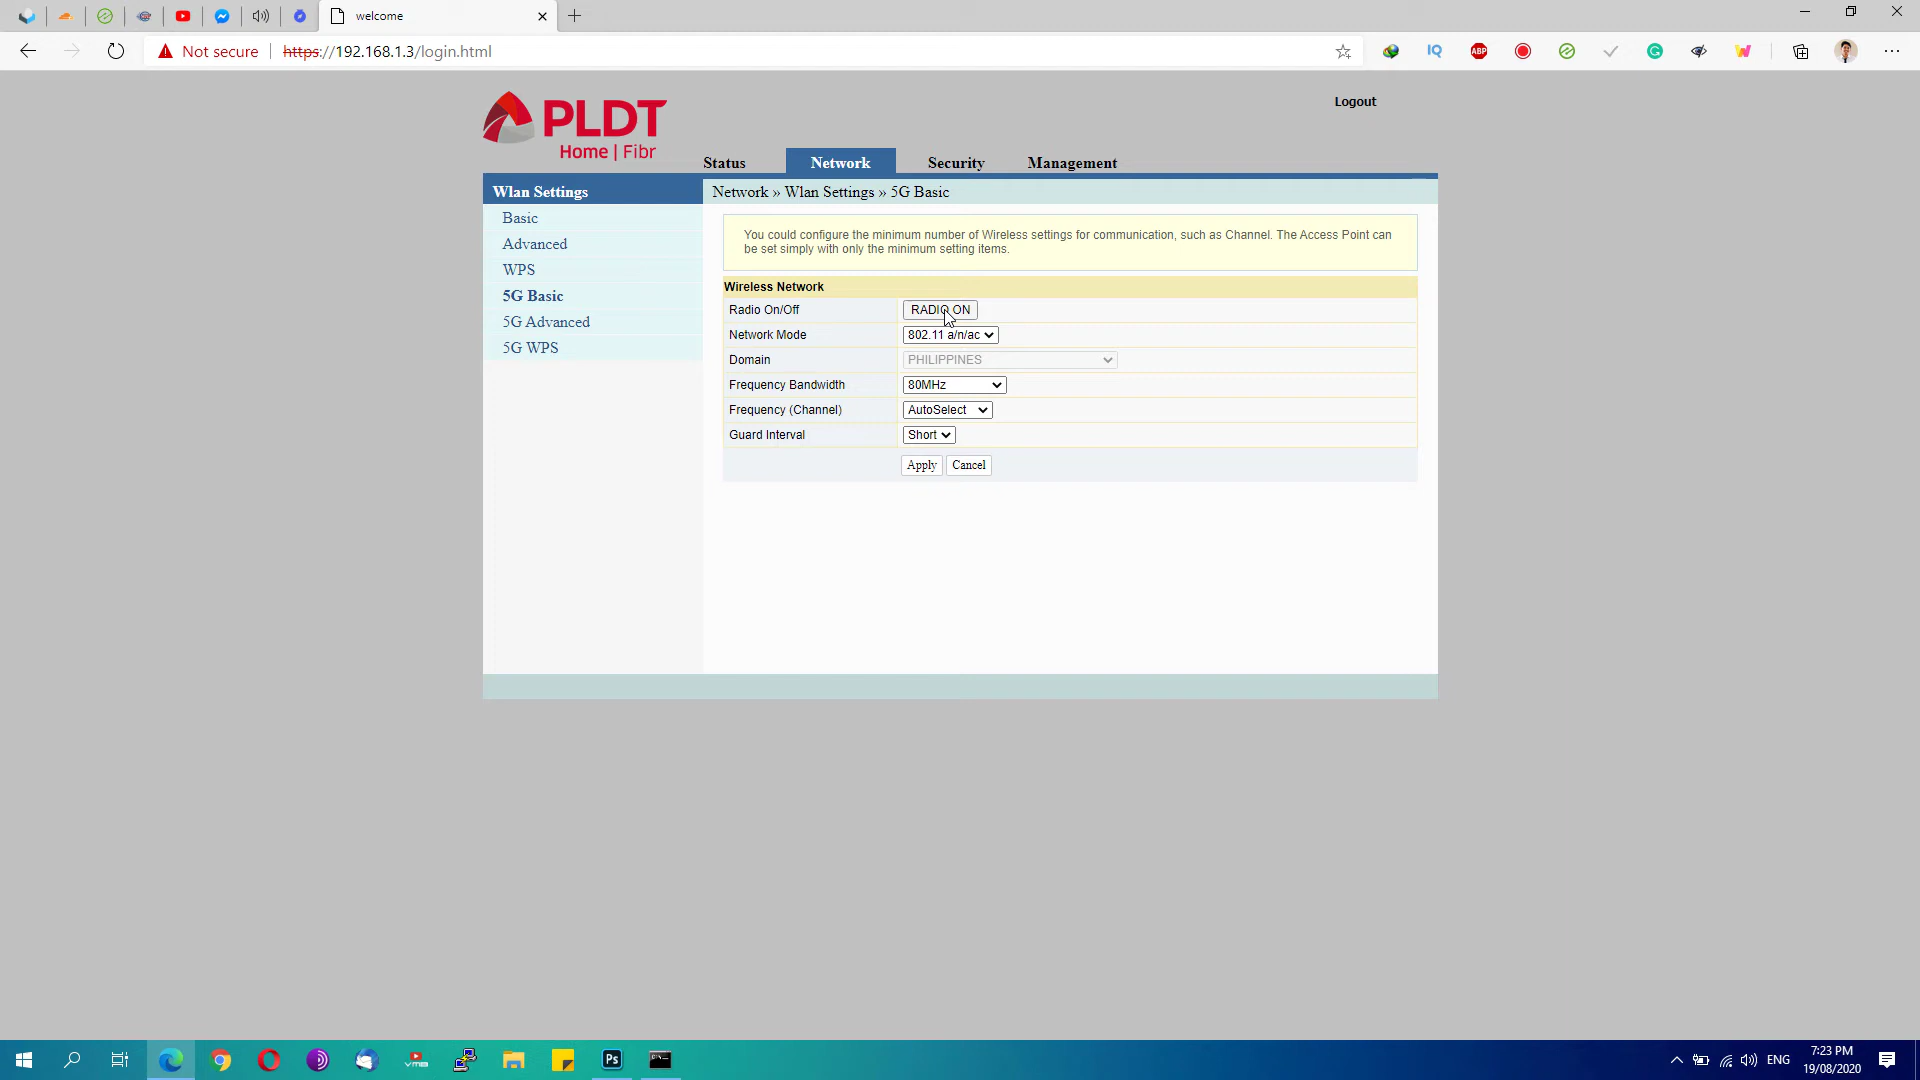 welcome
Not secure
https://192.168.1.3/login.html
IQ
ABP
PLDT
Home | Fibr
Logout
Status
Network
Security
Management
Wlan Settings
Network » Wlan Settings » 5G Basic
Basic
Advanced
WPS
5G Basic
5G Advanced
5G WPS
You could configure the minimum number of Wireless settings for communication, such as Channel. The Access Point can
be set simply with only the minimum setting items.
Wireless Network
Radio On/Off
RADIO ON
Network Mode
802.11 a/n/ac
Domain
PHILIPPINES
Frequency Bandwidth
80MHz
Frequency (Channel)
AutoSelect
Guard Interval
Short
Apply
Cancel
Ps
ENG
7:23 PM
19/08/2020